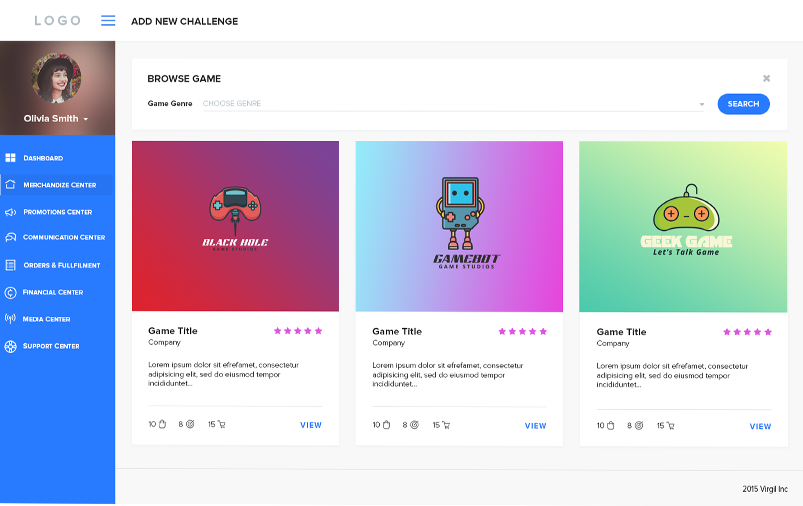 LOGO
ADD NEW CHALLENGE
Olivia Smith
DASHBOARD
MERCHANDIZE CENTER
PROMOTIONS CENTER
COMMUNICATION CENTER
ORDERS & FULLFILMENT
FINANCIAL CENTER
MEDIA CENTER
SUPPORT CENTER
BROWSE GAME
Game Genre CHOOSE GENRE SEARCH
BLACK HOLE
GAME STUDIOS
Game Title
Company
Lorem ipsum dolor sit efrefamet, consectetur
adipisicing elit, sed do eiusmod tempor
incididuntet...
10 8 15 VIEW
GAMEBOT
GAME STUDIOS
Game Title
Company
Lorem ipsum dolor sit efrefamet, consectetur
adipisicing elit, sed do eiusmod tempor
incididuntet...
10 8 15 VIEW
GEEK GAME
Let's Talk Game
Game Title
Company
Lorem ipsum dolor sit efrefamet, consectetur
adipisicing elit, sed do eiusmod tempor
incididuntet...
10 8 15 VIEW
2015 Virgil Inc